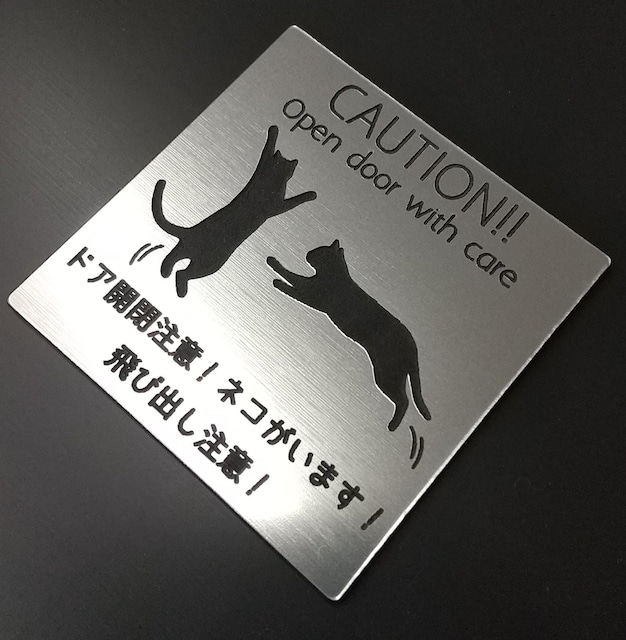 CAUTION!!
Open door with care
ドア開閉注意！ネコがいます！
飛び出し注意！